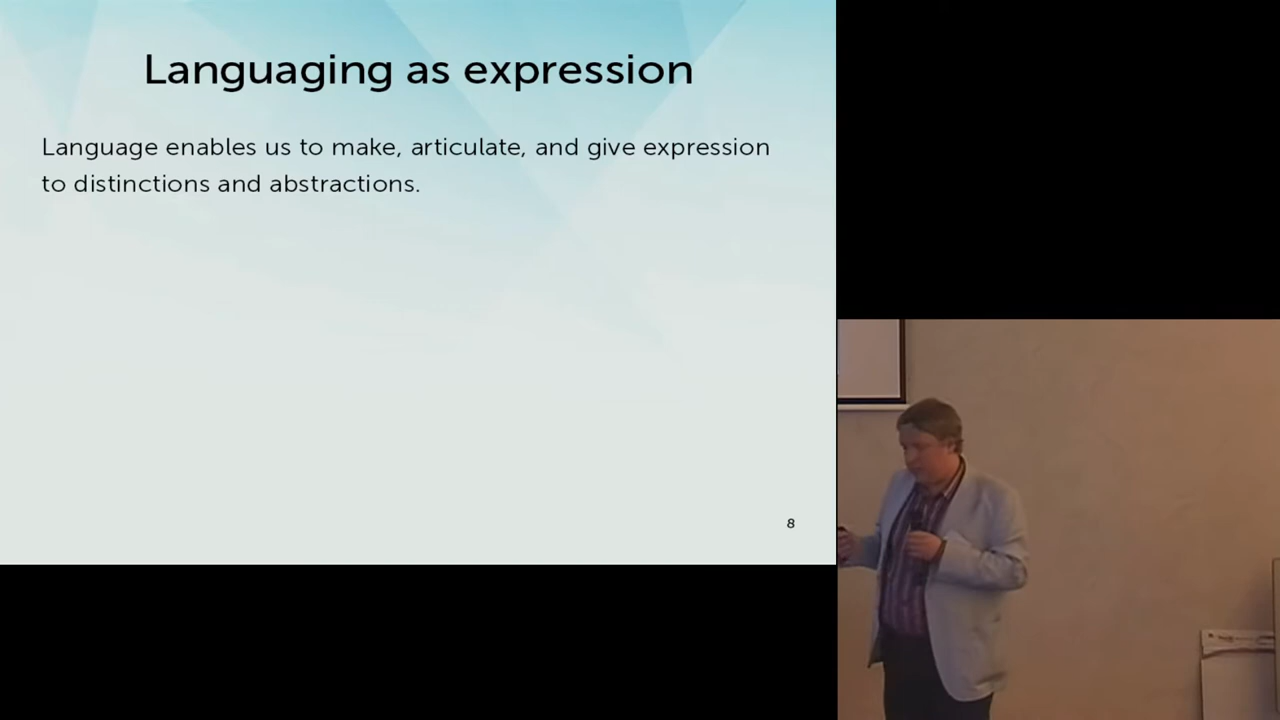 Languaging as expression
Language enables us to make, articulate, and give expression
to distinctions and abstractions.
8